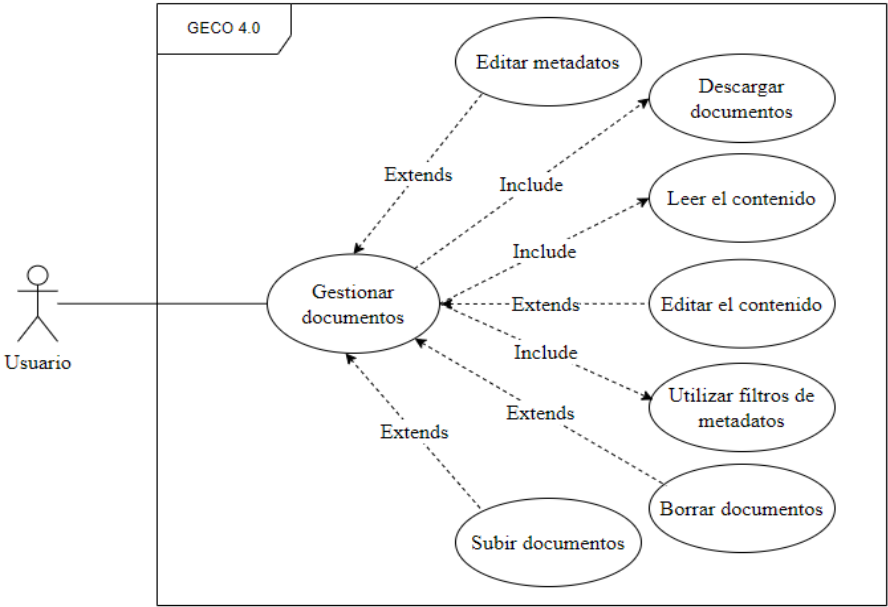 GECO 4.0
Editar metadatos
Descargar
documentos
Extends
Include
Leer el contenido
Include
Gestionar
documentos
Extends
Editar el contenido
Usuario
Include
Utilizar filtros de
metadatos
Extends
Extends
Borrar documentos
Subir documentos